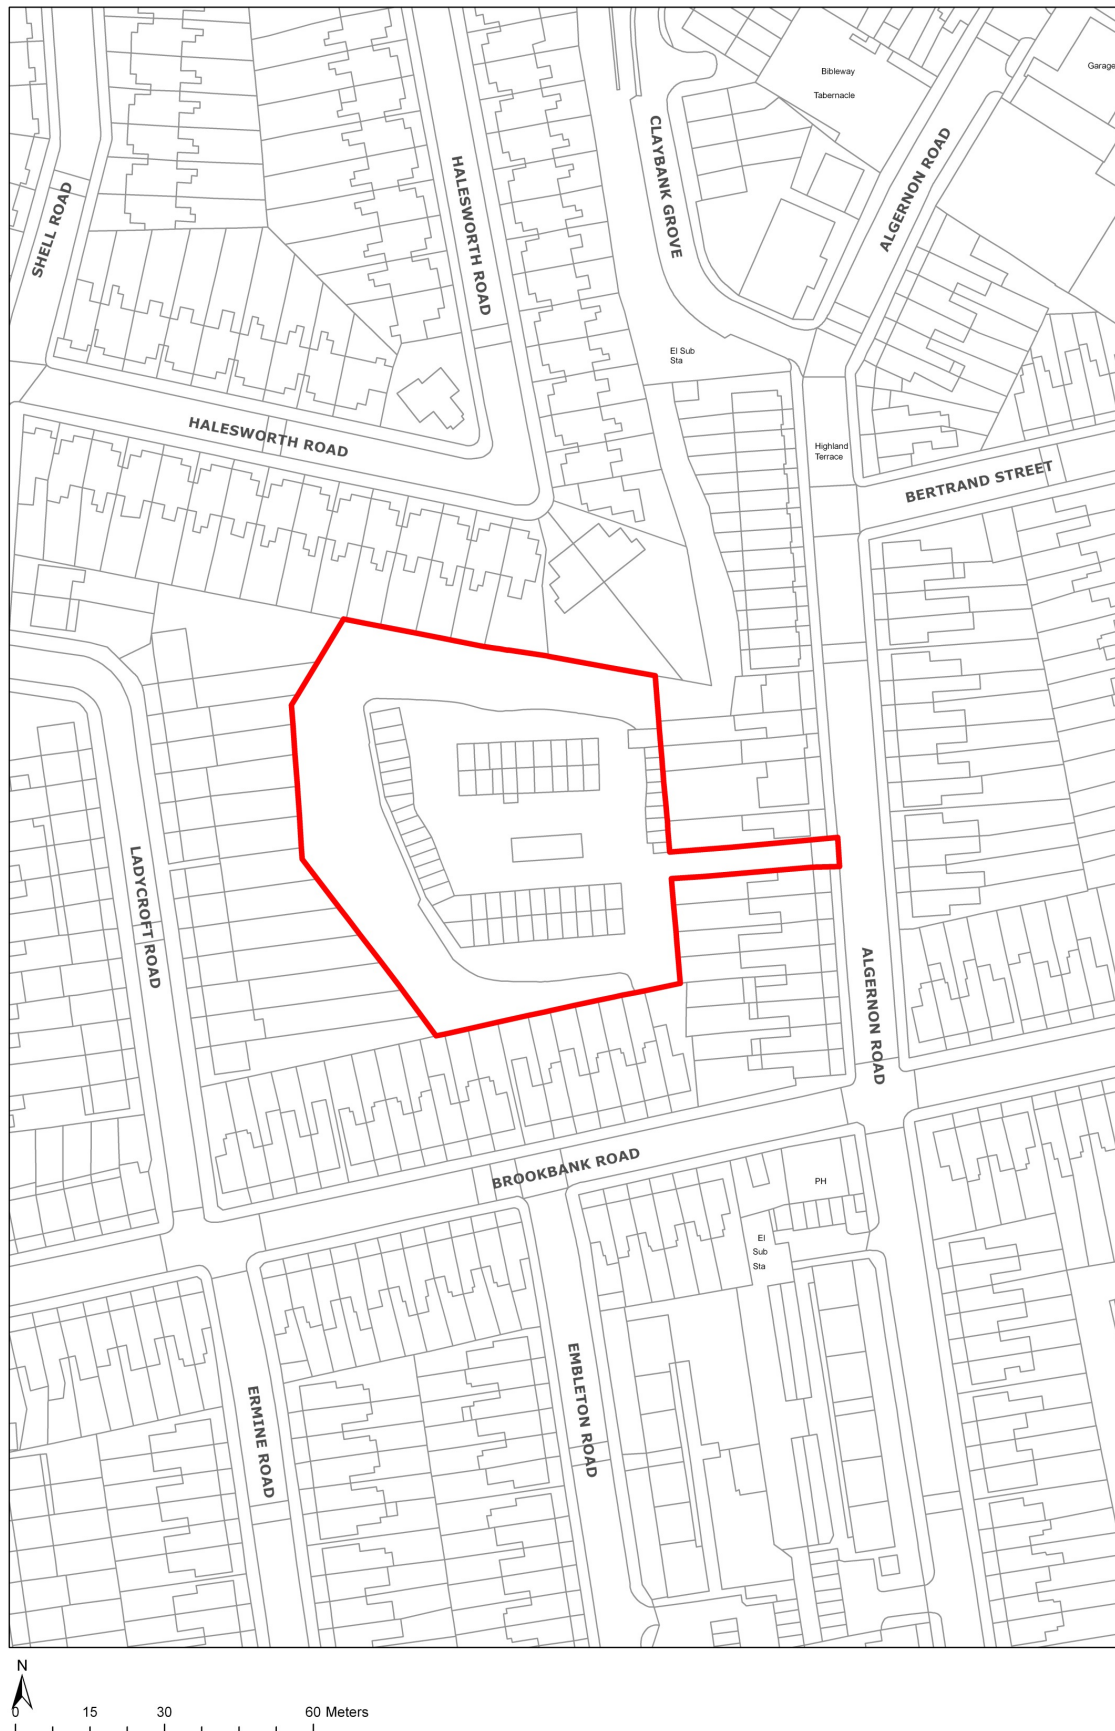 Bibleway
Tabernacle
Garage
CLAYBANK GROVE
ALGERNON ROAD
HALESWORTH ROAD
SHELL ROAD
El Sub
Sta
HALESWORTH ROAD
Highland
Terrace
BERTRAND STREET
LADYCROFT ROAD
ALGERNON ROAD
BROOKBANK ROAD
PH
El
Sub
Sta
ERMINE ROAD
EMBLETON ROAD
N
0 15 30 60 Meters